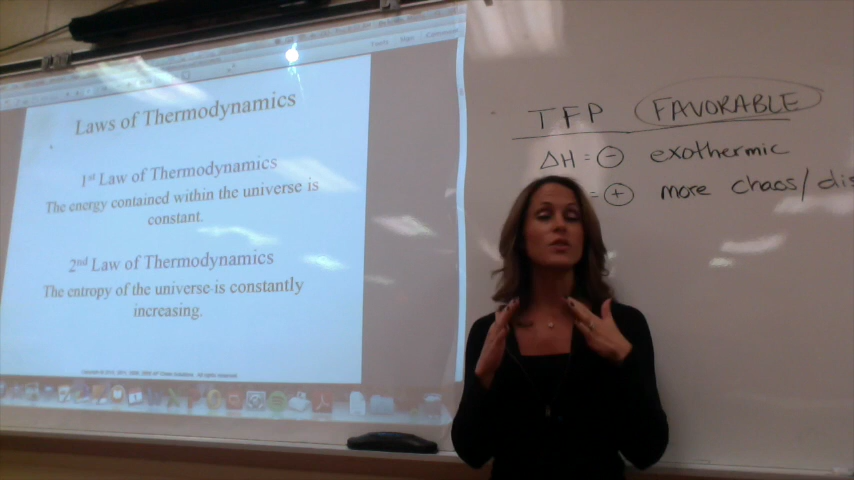 Laws of Thermodynamics
1st Law of Thermodynamics
The energy contained within the universe is
constant.
2nd Law of Thermodynamics
The entropy of the universe is constantly
increasing.
TFP FAVORABLE
ΔH = ⊖ exothermic
= ⊕ more chaos/dis